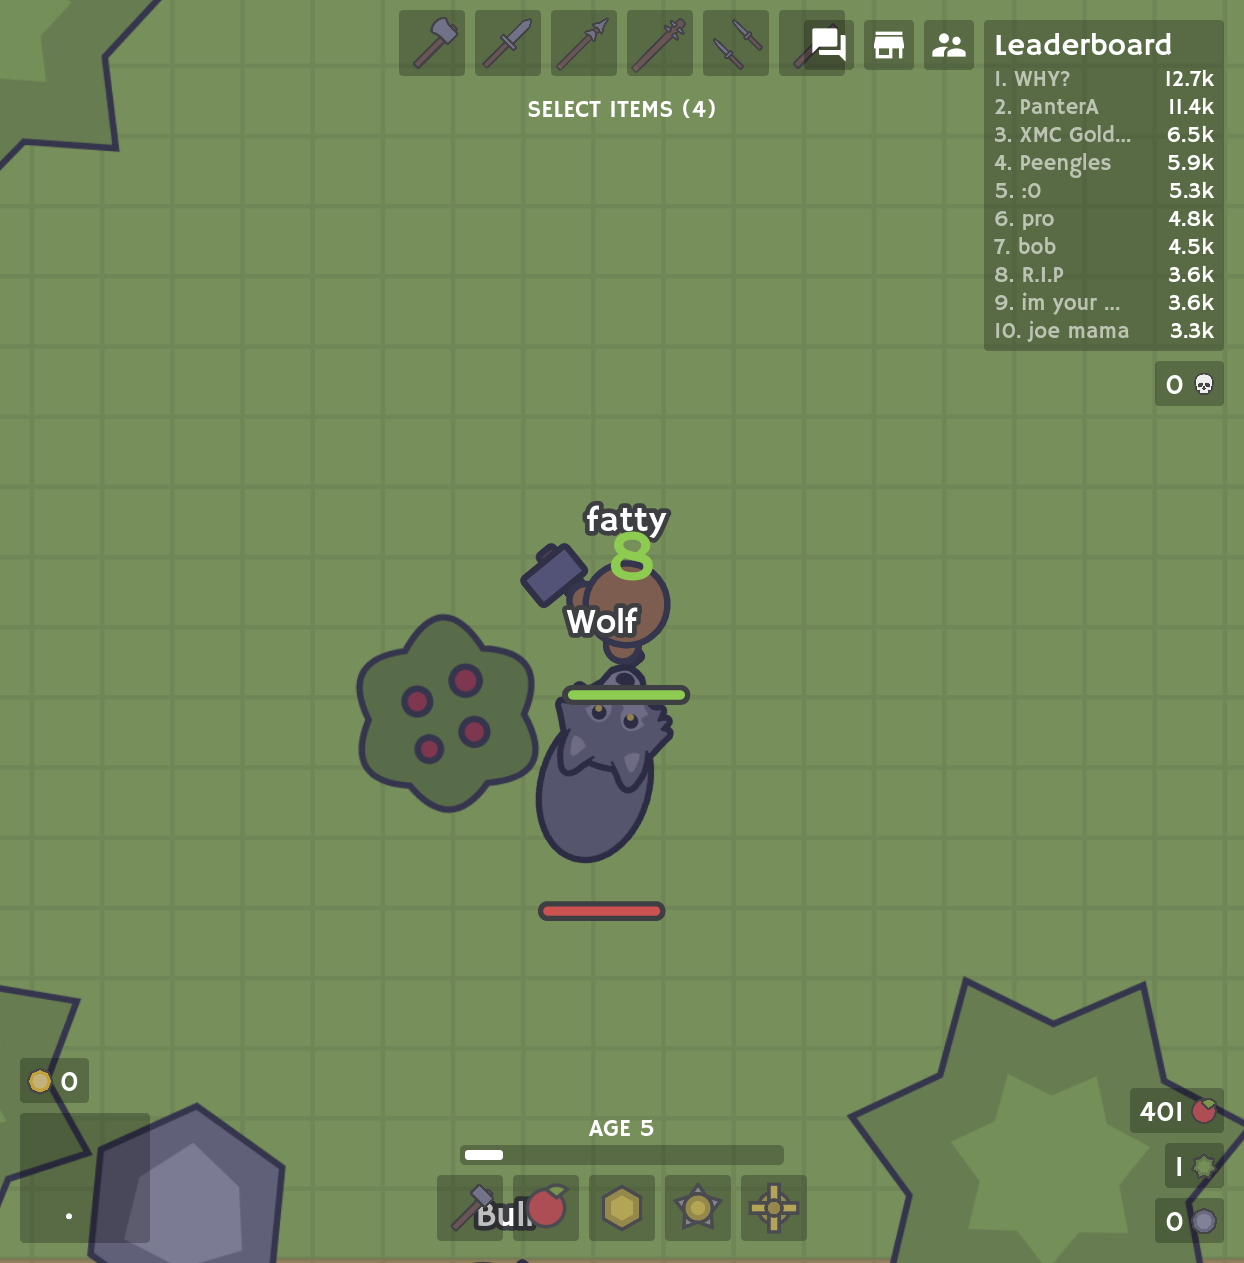 SELECT ITEMS (4)
Leaderboard
1. WHY? 12.7k
2. PanterA 11.4k
3. XMC Gold... 6.5k
4. Peengles 5.9k
5. :0 5.3k
6. pro 4.8k
7. bob 4.5k
8. R.I.P 3.6k
9. im your ... 3.6k
10. joe mama 3.3k
0
fatty
8
Wolf
0
AGE 5
401
1
0
Bull